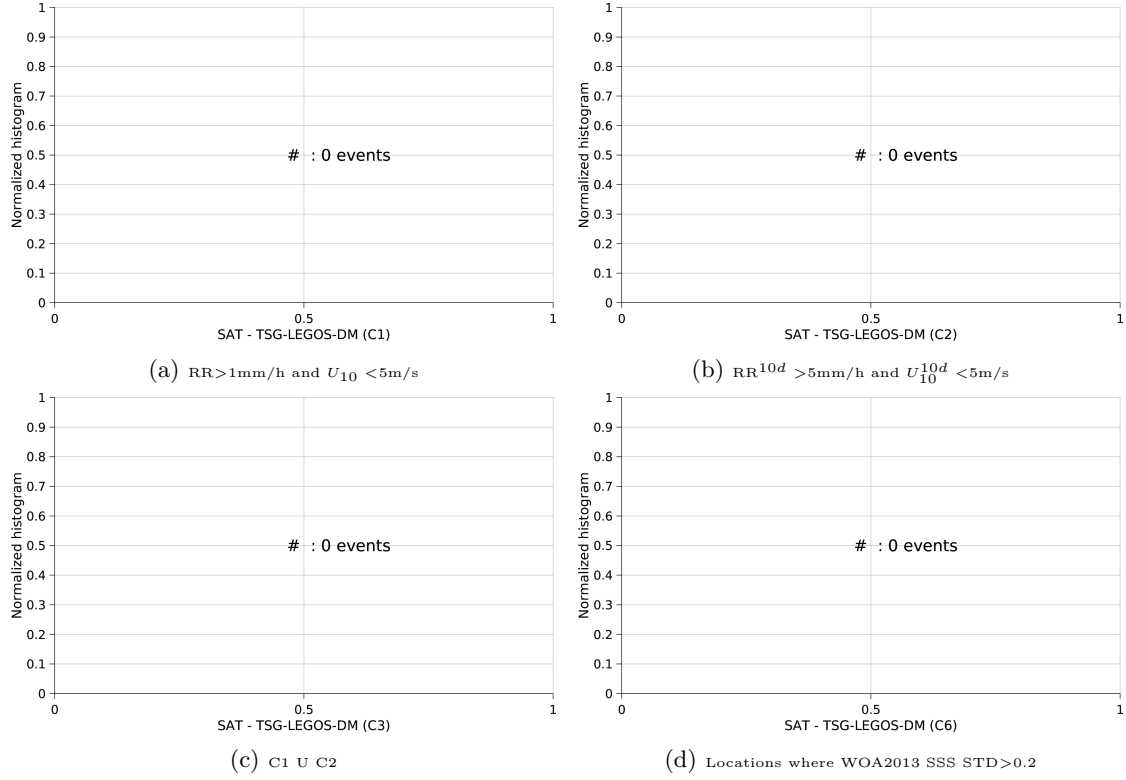 1
0.9
0.8
0.7
0.6
0.5
0.4
0.3
0.2
0.1
0
Normalized histogram
# : 0 events
0 0.5 1
SAT - TSG-LEGOS-DM (C1)
(a) RR>1mm/h and U10 <5m/s
1
0.9
0.8
0.7
0.6
0.5
0.4
0.3
0.2
0.1
0
Normalized histogram
# : 0 events
0 0.5 1
SAT - TSG-LEGOS-DM (C2)
(b) RR^10d >5mm/h and U10^10d <5m/s
1
0.9
0.8
0.7
0.6
0.5
0.4
0.3
0.2
0.1
0
Normalized histogram
# : 0 events
0 0.5 1
SAT - TSG-LEGOS-DM (C3)
(c) C1 U C2
1
0.9
0.8
0.7
0.6
0.5
0.4
0.3
0.2
0.1
0
Normalized histogram
# : 0 events
0 0.5 1
SAT - TSG-LEGOS-DM (C6)
(d) Locations where WOA2013 SSS STD>0.2